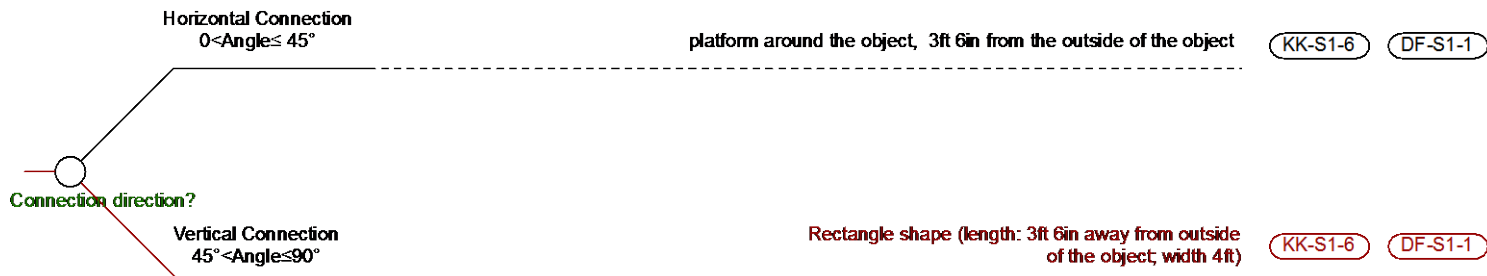 Horizontal Connection
0<Angle≤ 45°
platform around the object, 3ft 6in from the outside of the object
KK-S1-6
DF-S1-1
Connection direction?
Vertical Connection
45°<Angle≤90°
Rectangle shape (length: 3ft 6in away from outside
of the object; width 4ft)
KK-S1-6
DF-S1-1